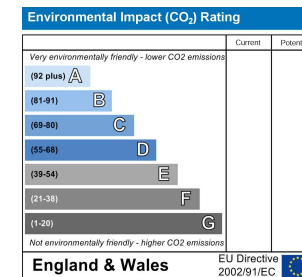 Environmental Impact (CO₂) Rating
Current Potent
Very environmentally friendly - lower CO2 emissions
(92 plus) A
(81-91) B
(69-80) C
(55-68) D
(39-54) E
(21-38) F
(1-20) G
Not environmentally friendly - higher CO2 emissions
England & Wales
EU Directive
2002/91/EC